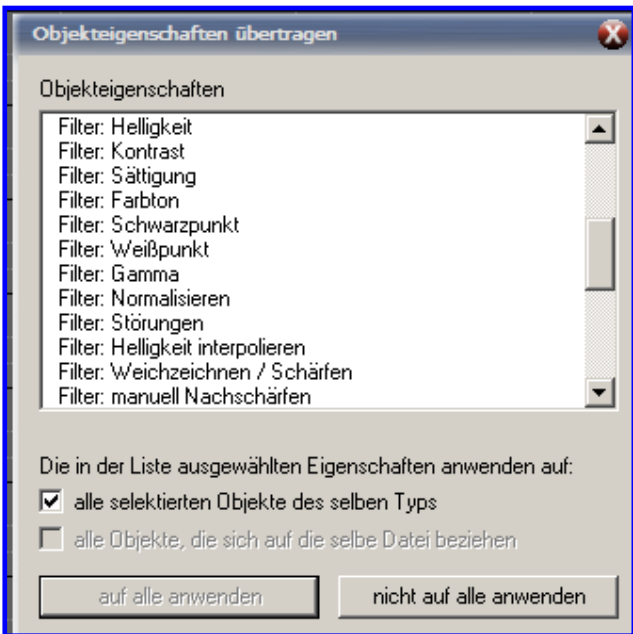 Objekteigenschaften übertragen
Objekteigenschaften
Filter: Helligkeit
Filter: Kontrast
Filter: Sättigung
Filter: Farbton
Filter: Schwarzpunkt
Filter: Weißpunkt
Filter: Gamma
Filter: Normalisieren
Filter: Störungen
Filter: Helligkeit interpolieren
Filter: Weichzeichnen / Schärfen
Filter: manuell Nachschärfen
Die in der Liste ausgewählten Eigenschaften anwenden auf:
alle selektierten Objekte des selben Typs
alle Objekte, die sich auf die selbe Datei beziehen
auf alle anwenden nicht auf alle anwenden